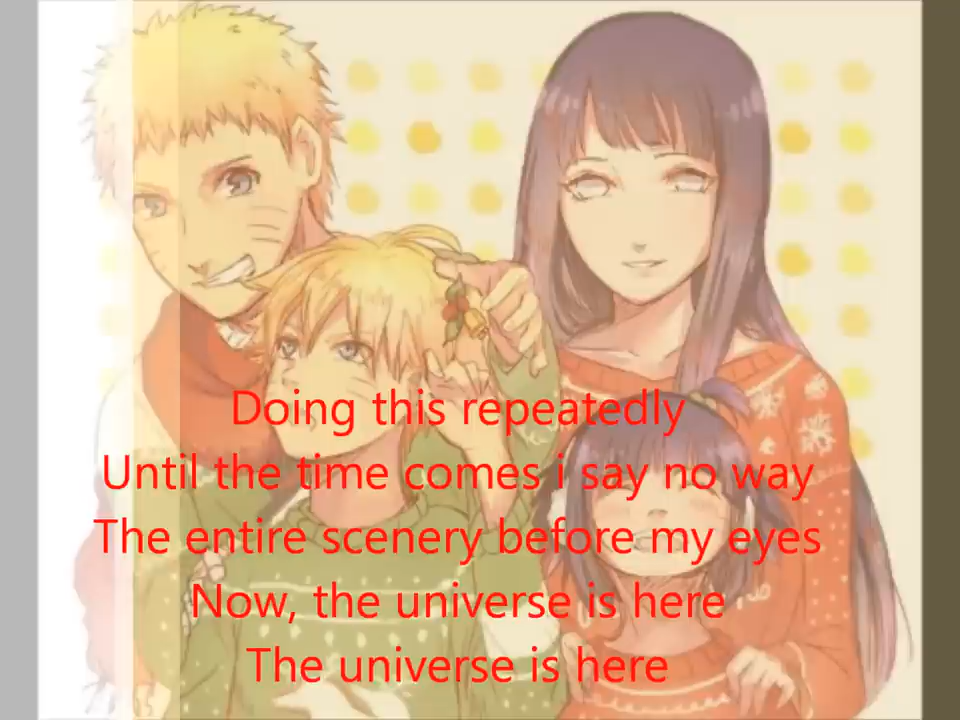 Doing this repeatedly
Until the time comes i say no way
The entire scenery before my eyes
Now, the universe is here
The universe is here